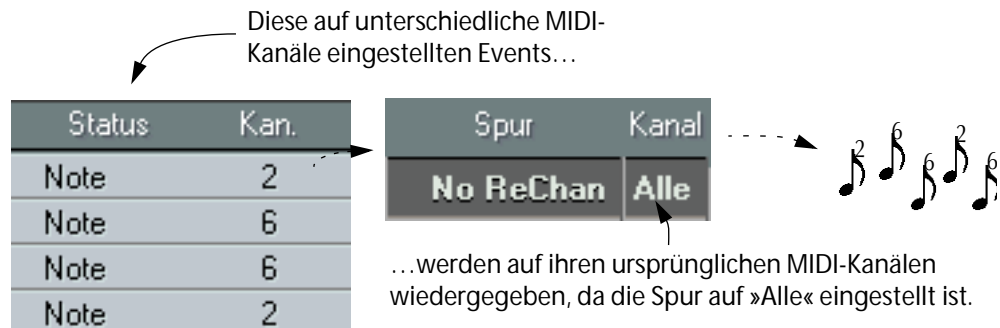 Diese auf unterschiedliche MIDI-
Kanäle eingestellten Events…
Status Kan.
Note 2
Note 6
Note 6
Note 2
Spur Kanal
No ReChan Alle
2 6 6 2 6
…werden auf ihren ursprünglichen MIDI-Kanälen
wiedergegeben, da die Spur auf »Alle« eingestellt ist.